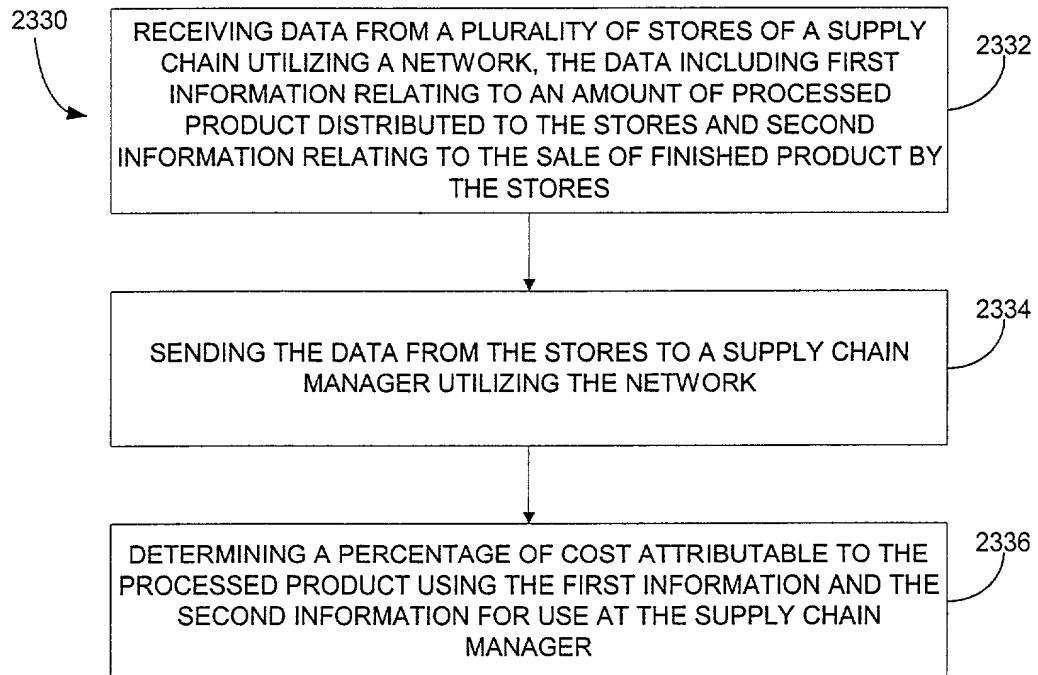 2330
RECEIVING DATA FROM A PLURALITY OF STORES OF A SUPPLY
CHAIN UTILIZING A NETWORK, THE DATA INCLUDING FIRST
INFORMATION RELATING TO AN AMOUNT OF PROCESSED
PRODUCT DISTRIBUTED TO THE STORES AND SECOND
INFORMATION RELATING TO THE SALE OF FINISHED PRODUCT BY
THE STORES
2332
SENDING THE DATA FROM THE STORES TO A SUPPLY CHAIN
MANAGER UTILIZING THE NETWORK
2334
DETERMINING A PERCENTAGE OF COST ATTRIBUTABLE TO THE
PROCESSED PRODUCT USING THE FIRST INFORMATION AND THE
SECOND INFORMATION FOR USE AT THE SUPPLY CHAIN
MANAGER
2336